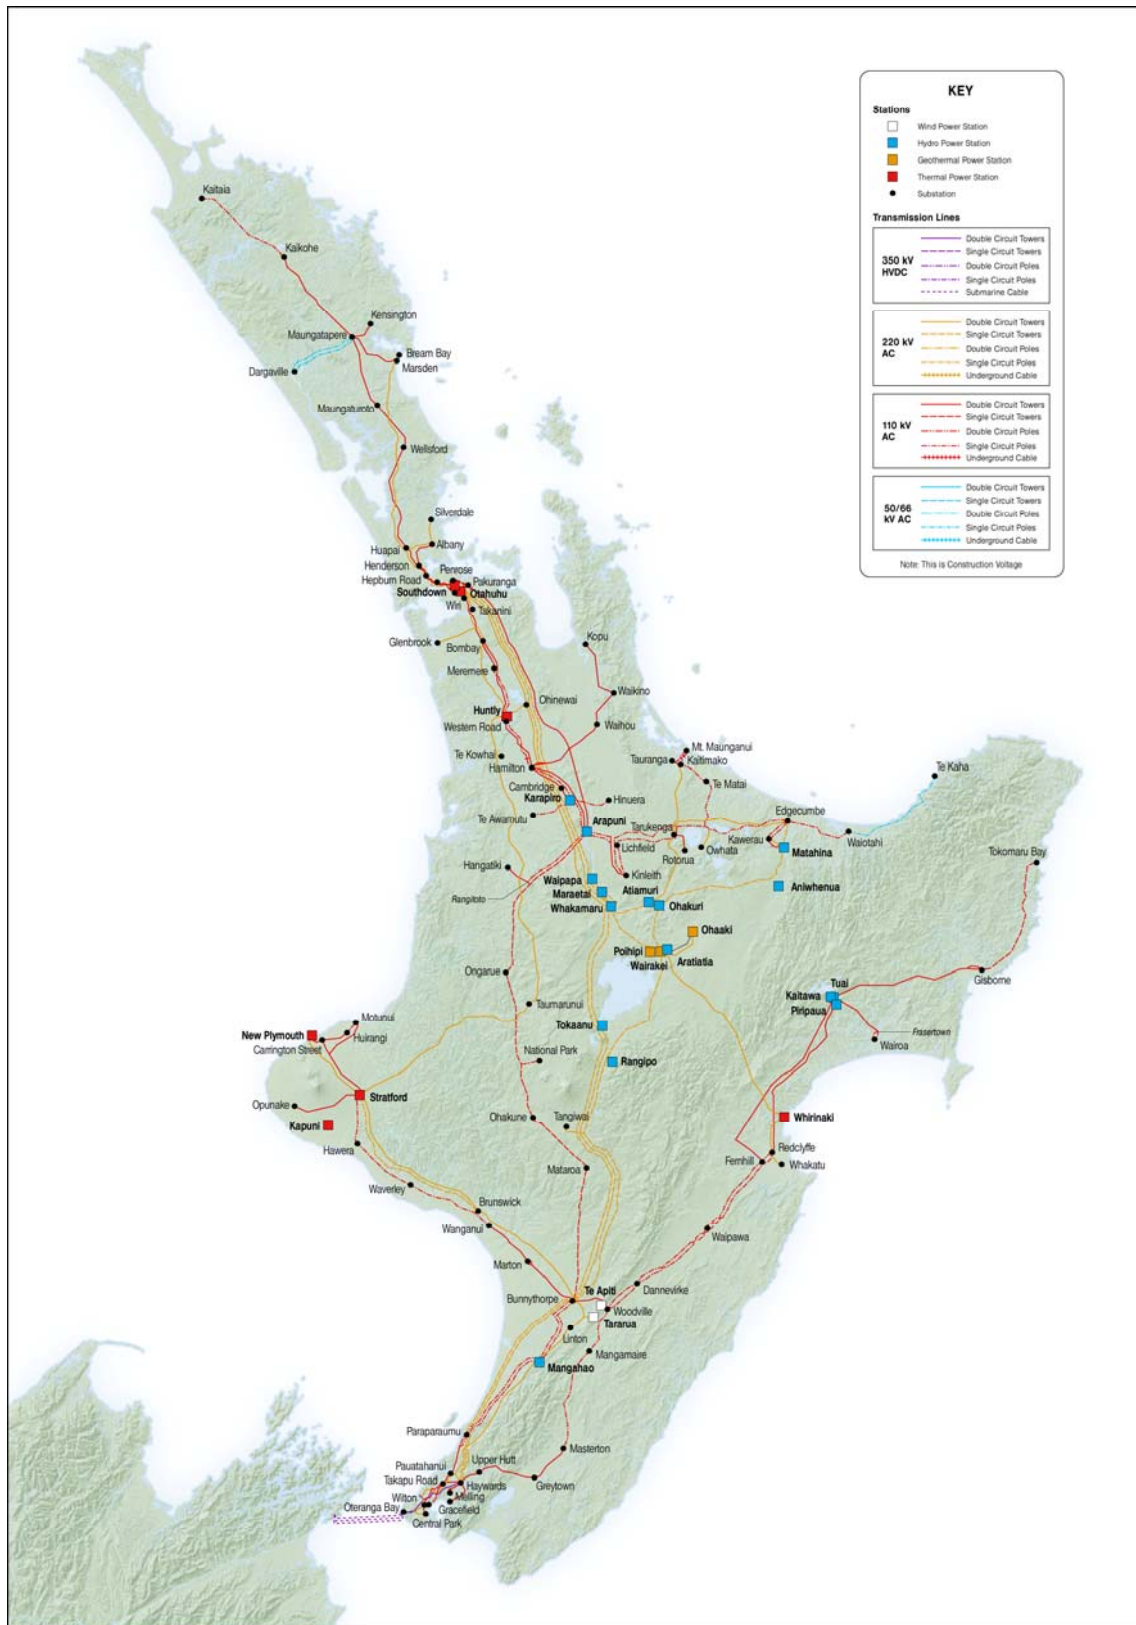 KEY
Stations
Wind Power Station
Hydro Power Station
Geothermal Power Station
Thermal Power Station
Substation
Transmission Lines
350 kV
HVDC
Double Circuit Towers
Single Circuit Towers
Double Circuit Poles
Single Circuit Poles
Submarine Cable
220 kV
AC
Double Circuit Towers
Single Circuit Towers
Double Circuit Poles
Single Circuit Poles
Underground Cable
110 kV
AC
Double Circuit Towers
Single Circuit Towers
Double Circuit Poles
Single Circuit Poles
Underground Cable
50/66
kV AC
Double Circuit Towers
Single Circuit Towers
Double Circuit Poles
Single Circuit Poles
Underground Cable
Note: This is Construction Voltage
Kaitaia
Kaikohe
Kensington
Maungatapere
Bream Bay
Marsden
Dargaville
Maungaturoto
Wellsford
Silverdale
Albany
Huapai
Henderson
Penrose
Hepburn Road
Pakuranga
Southdown
Otahuhu
Wiri
Takanini
Glenbrook
Bombay
Kopu
Meremere
Waikino
Ohinewai
Huntly
Western Road
Waihou
Te Kowhai
Mt. Maunganui
Tauranga
Kaitimako
Hamilton
Te Kaha
Te Matai
Cambridge
Karapiro
Hinuera
Te Awamutu
Edgecumbe
Arapuni
Tarukenga
Kawerau
Waiotahi
Lichfield
Owhata
Matahina
Rotorua
Tokomaru Bay
Hangatiki
Kinleith
Waipapa
Atiamuri
Aniwhenua
Maraetai
Rangitoto
Whakamaru
Ohakuri
Ohaaki
Poihipi
Aratiatia
Wairakei
Ongarue
Tuai
Gisborne
Kaitawa
Piripaua
Taumarunui
Motunui
Tokaanu
New Plymouth
Huirangi
Frasertown
Carrington Street
Wairoa
National Park
Rangipo
Stratford
Opunake
Ohakune
Tangiwai
Whirinaki
Kapuni
Hawera
Redclyffe
Fernhill
Whakatu
Mataroa
Waverley
Brunswick
Wanganui
Waipawa
Marton
Dannevirke
Te Apiti
Bunnythorpe
Woodville
Tararua
Linton
Mangamaire
Mangahao
Paraparaumu
Masterton
Upper Hutt
Pauatahanui
Takapu Road
Haywards
Greytown
Wilton
Melling
Oteranga Bay
Gracefield
Central Park